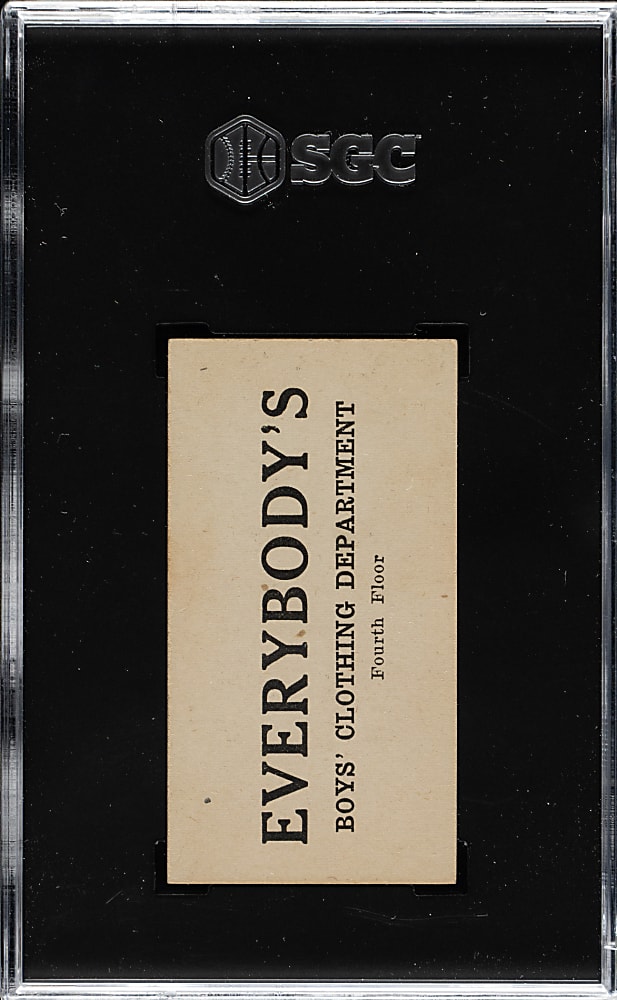 SGC
EVERYBODY'S
BOYS' CLOTHING DEPARTMENT
Fourth Floor